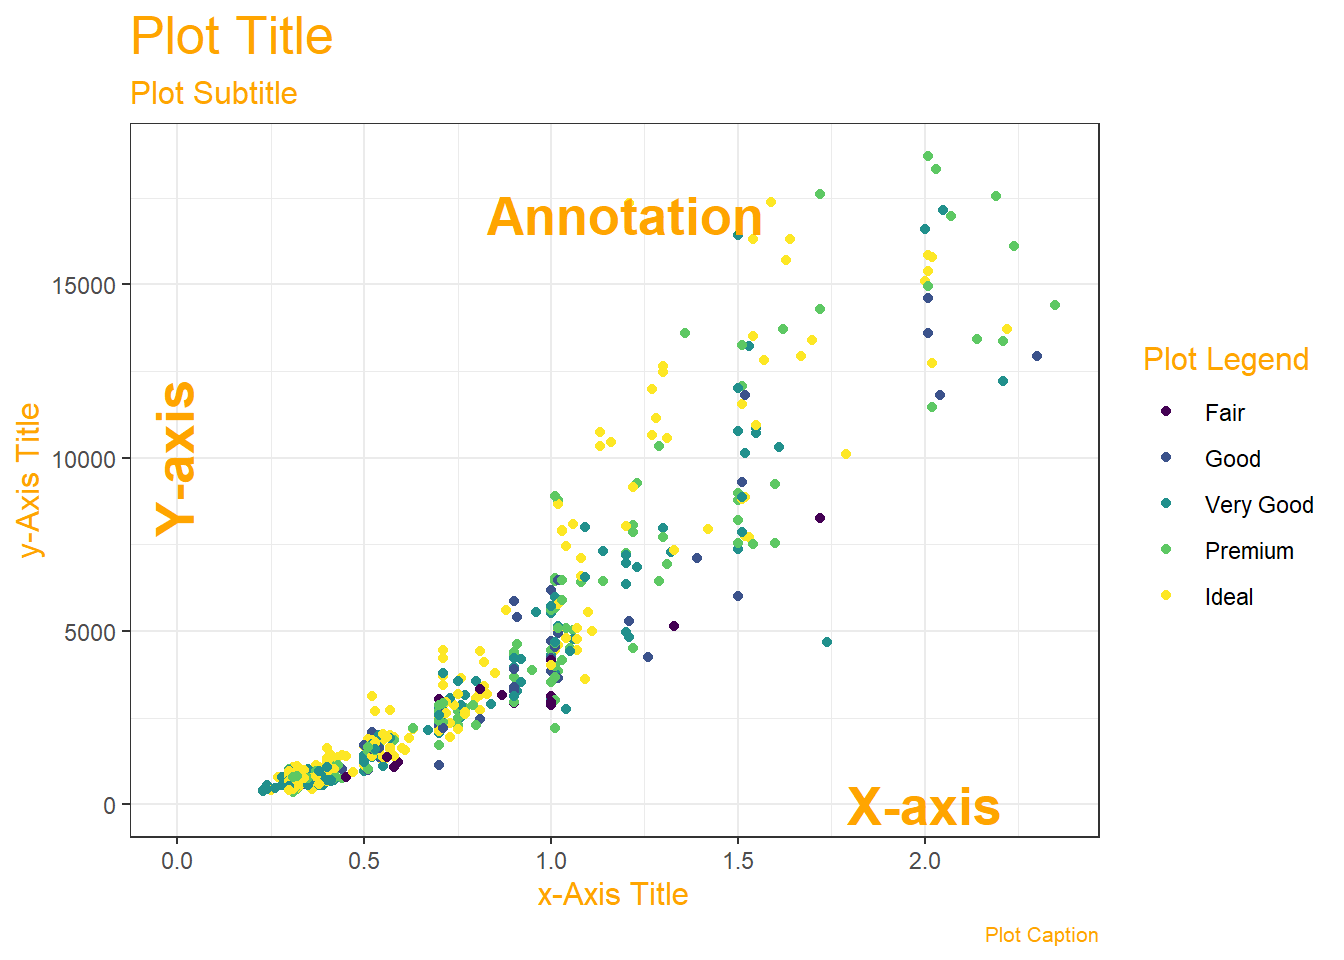 Plot Title
Plot Subtitle
Annotation
15000
10000
5000
0
y-Axis Title
Y-axis
X-axis
0.0 0.5 1.0 1.5 2.0
x-Axis Title
Plot Caption
Plot Legend
Fair
Good
Very Good
Premium
Ideal